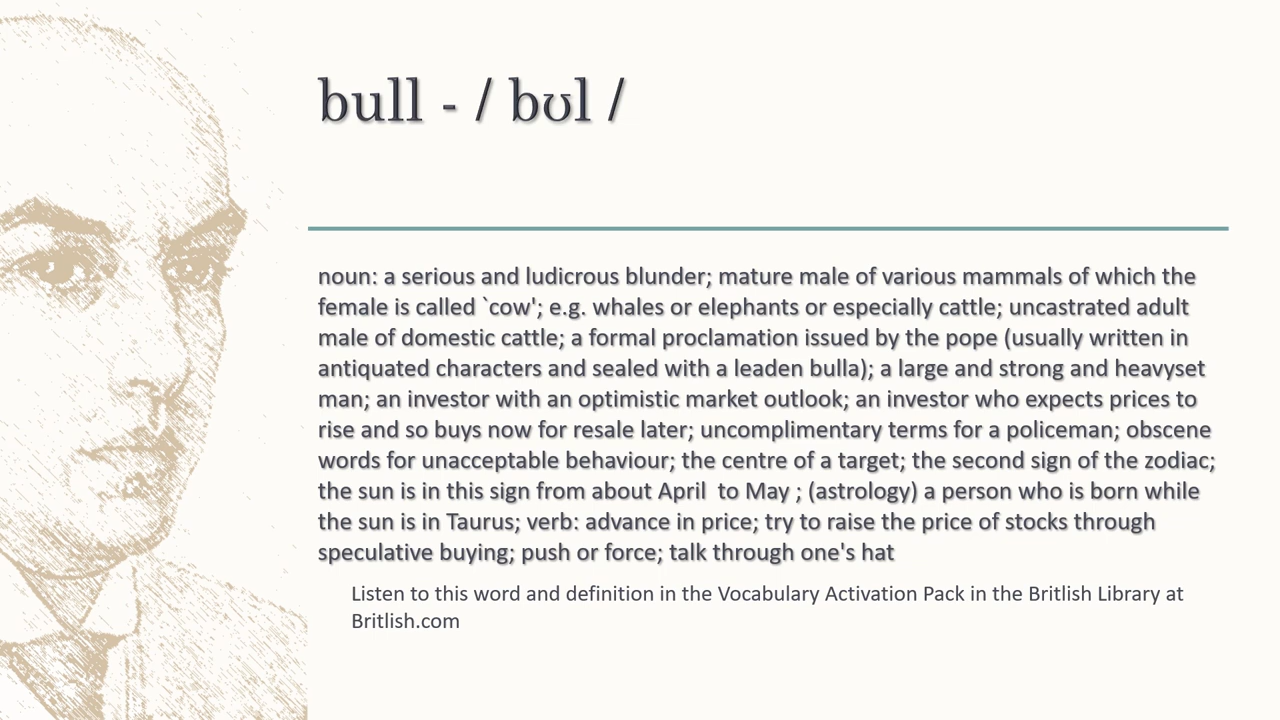 bull - / bʊl /
noun: a serious and ludicrous blunder; mature male of various mammals of which the
female is called `cow'; e.g. whales or elephants or especially cattle; uncastrated adult
male of domestic cattle; a formal proclamation issued by the pope (usually written in
antiquated characters and sealed with a leaden bulla); a large and strong and heavyset
man; an investor with an optimistic market outlook; an investor who expects prices to
rise and so buys now for resale later; uncomplimentary terms for a policeman; obscene
words for unacceptable behaviour; the centre of a target; the second sign of the zodiac;
the sun is in this sign from about April  to May ; (astrology) a person who is born while
the sun is in Taurus; verb: advance in price; try to raise the price of stocks through
speculative buying; push or force; talk through one's hat
Listen to this word and definition in the Vocabulary Activation Pack in the Britlish Library at
Britlish.com